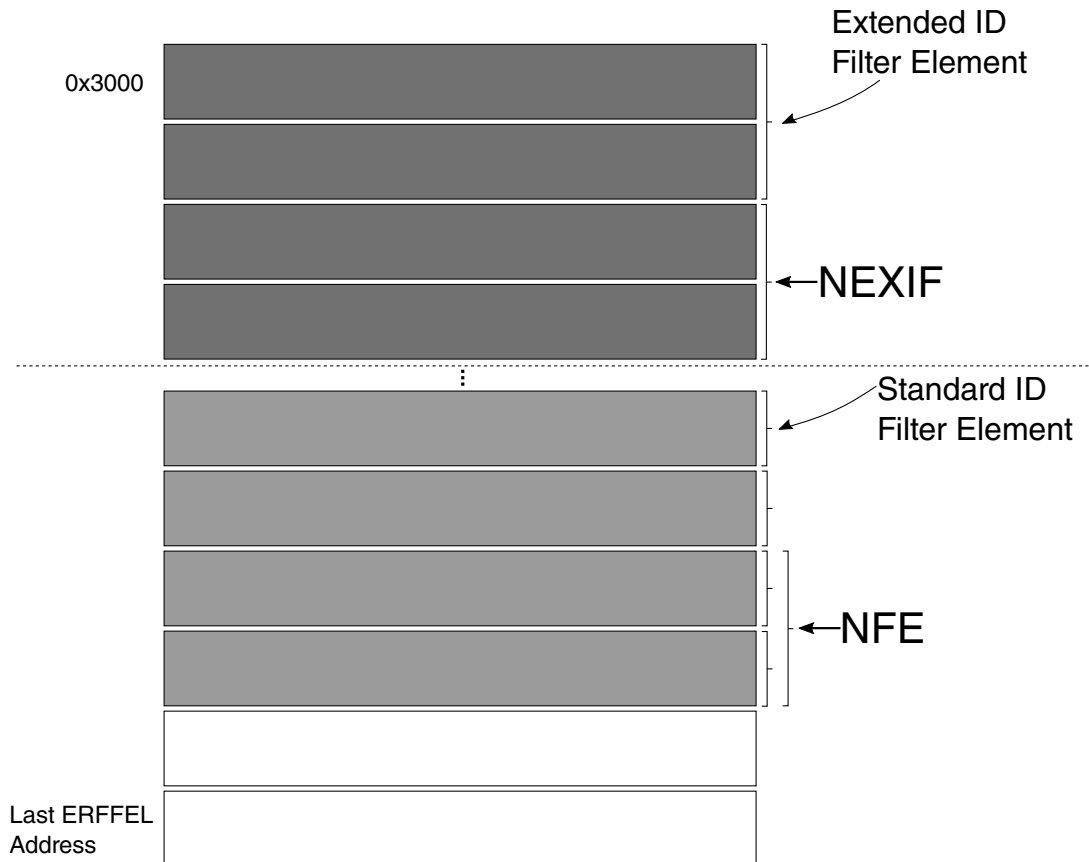 Extended ID
Filter Element
0x3000
NEXIF
Standard ID
Filter Element
NFE
Last ERFFEL
Address